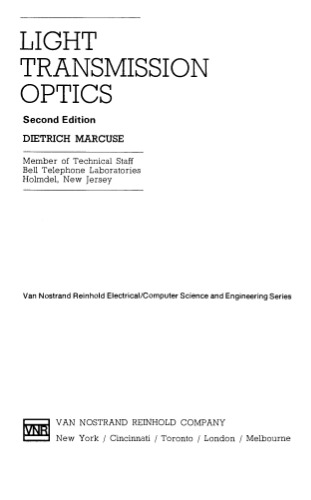 LIGHT
TRANSMISSION
OPTICS
Second Edition
DIETRICH MARCUSE
Member of Technical Staff
Bell Telephone Laboratories
Holmdel, New Jersey
Van Nostrand Reinhold Electrical/Computer Science and Engineering Series
VNR
VAN NOSTRAND REINHOLD COMPANY
New York / Cincinnati / Toronto / London / Melbourne